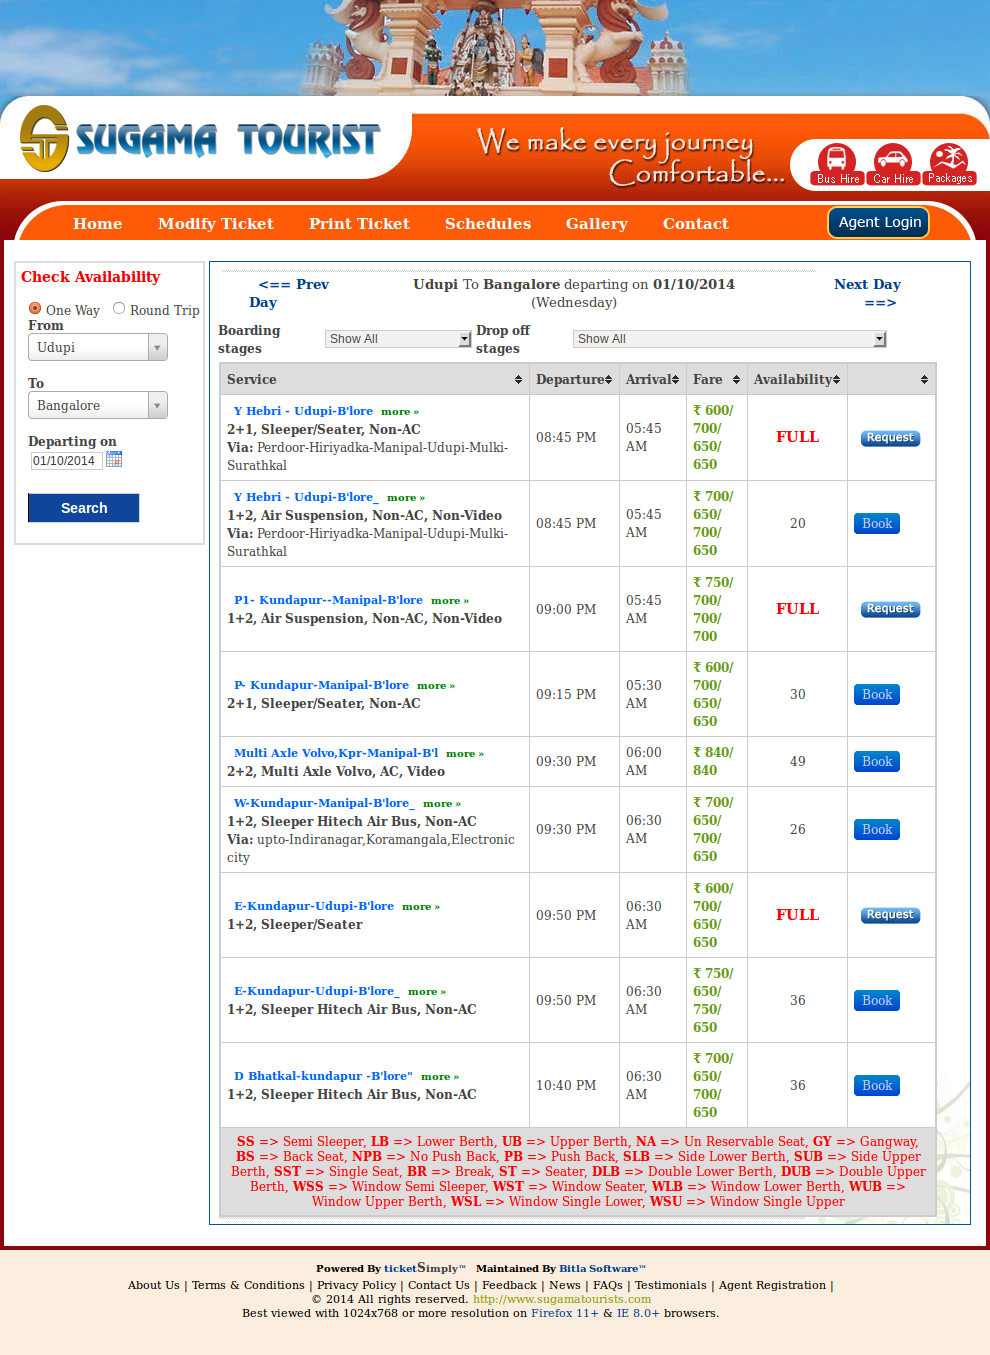 SUGAMA TOURIST
We make every journey
Comfortable...
Bus Hire Car Hire Packages
Home Modify Ticket Print Ticket Schedules Gallery Contact Agent Login
Check Availability
One Way Round Trip
From
Udupi
To
Bangalore
Departing on
01/10/2014
Search
<== Prev Day
Udupi To Bangalore departing on 01/10/2014
(Wednesday)
Next Day ==>
Boarding stages Show All Drop off stages Show All
Service Departure Arrival Fare Availability
Y Hebri - Udupi-B'lore more »
2+1, Sleeper/Seater, Non-AC
Via: Perdoor-Hiriyadka-Manipal-Udupi-Mulki-
Surathkal
08:45 PM
05:45 AM
₹ 600/
700/
650/
650
FULL
Request
Y Hebri - Udupi-B'lore_ more »
1+2, Air Suspension, Non-AC, Non-Video
Via: Perdoor-Hiriyadka-Manipal-Udupi-Mulki-
Surathkal
08:45 PM
05:45 AM
₹ 700/
650/
700/
650
20
Book
P1- Kundapur--Manipal-B'lore more »
1+2, Air Suspension, Non-AC, Non-Video
09:00 PM
05:45 AM
₹ 750/
700/
700/
700
FULL
Request
P- Kundapur-Manipal-B'lore more »
2+1, Sleeper/Seater, Non-AC
09:15 PM
05:30 AM
₹ 600/
700/
650/
650
30
Book
Multi Axle Volvo,Kpr-Manipal-B'l more »
2+2, Multi Axle Volvo, AC, Video
09:30 PM
06:00 AM
₹ 840/
840
49
Book
W-Kundapur-Manipal-B'lore_ more »
1+2, Sleeper Hitech Air Bus, Non-AC
Via: upto-Indiranagar,Koramangala,Electronic
city
09:30 PM
06:30 AM
₹ 700/
650/
700/
650
26
Book
E-Kundapur-Udupi-B'lore more »
1+2, Sleeper/Seater
09:50 PM
06:30 AM
₹ 600/
700/
650/
650
FULL
Request
E-Kundapur-Udupi-B'lore_ more »
1+2, Sleeper Hitech Air Bus, Non-AC
09:50 PM
06:30 AM
₹ 750/
650/
750/
650
36
Book
D Bhatkal-kundapur -B'lore" more »
1+2, Sleeper Hitech Air Bus, Non-AC
10:40 PM
06:30 AM
₹ 700/
650/
700/
650
36
Book
SS => Semi Sleeper, LB => Lower Berth, UB => Upper Berth, NA => Un Reservable Seat, GY => Gangway,
BS => Back Seat, NPB => No Push Back, PB => Push Back, SLB => Side Lower Berth, SUB => Side Upper
Berth, SST => Single Seat, BR => Break, ST => Seater, DLB => Double Lower Berth, DUB => Double Upper
Berth, WSS => Window Semi Sleeper, WST => Window Seater, WLB => Window Lower Berth, WUB =>
Window Upper Berth, WSL => Window Single Lower, WSU => Window Single Upper
Powered By ticketSimply™ Maintained By Bitla Software™
About Us | Terms & Conditions | Privacy Policy | Contact Us | Feedback | News | FAQs | Testimonials | Agent Registration |
© 2014 All rights reserved. http://www.sugamatourists.com
Best viewed with 1024x768 or more resolution on Firefox 11+ & IE 8.0+ browsers.